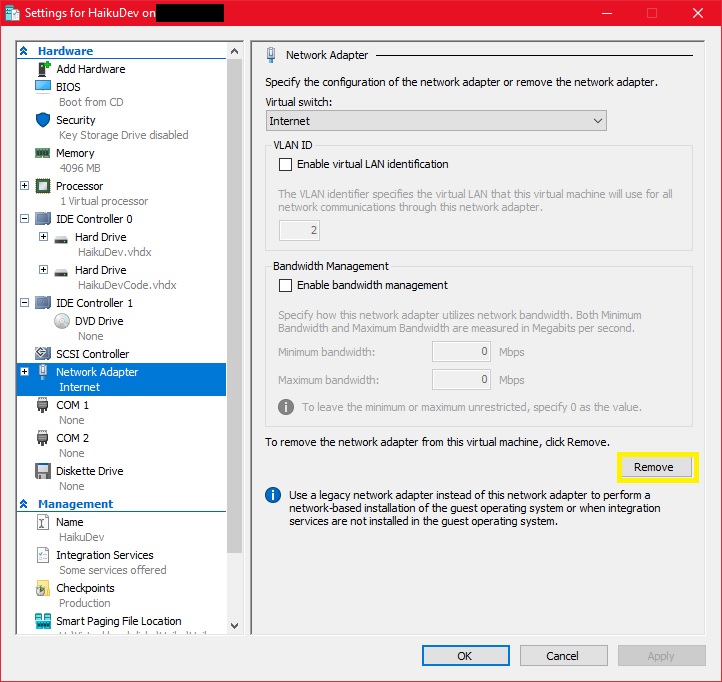 Settings for HaikuDev on
Hardware
Add Hardware
BIOS
Boot from CD
Security
Key Storage Drive disabled
Memory
4096 MB
Processor
1 Virtual processor
IDE Controller 0
Hard Drive
HaikuDev.vhdx
Hard Drive
HaikuDevCode.vhdx
IDE Controller 1
DVD Drive
None
SCSI Controller
Network Adapter
Internet
COM 1
None
COM 2
None
Diskette Drive
None
Management
Name
HaikuDev
Integration Services
Some services offered
Checkpoints
Production
Smart Paging File Location
Network Adapter
Specify the configuration of the network adapter or remove the network adapter.
Virtual switch:
Internet
VLAN ID
Enable virtual LAN identification
The VLAN identifier specifies the virtual LAN that this virtual machine will use for all
network communications through this network adapter.
2
Bandwidth Management
Enable bandwidth management
Specify how this network adapter utilizes network bandwidth. Both Minimum
Bandwidth and Maximum Bandwidth are measured in Megabits per second.
Minimum bandwidth: 0 Mbps
Maximum bandwidth: 0 Mbps
To leave the minimum or maximum unrestricted, specify 0 as the value.
To remove the network adapter from this virtual machine, click Remove.
Remove
Use a legacy network adapter instead of this network adapter to perform a
network-based installation of the guest operating system or when integration
services are not installed in the guest operating system.
OK Cancel Apply